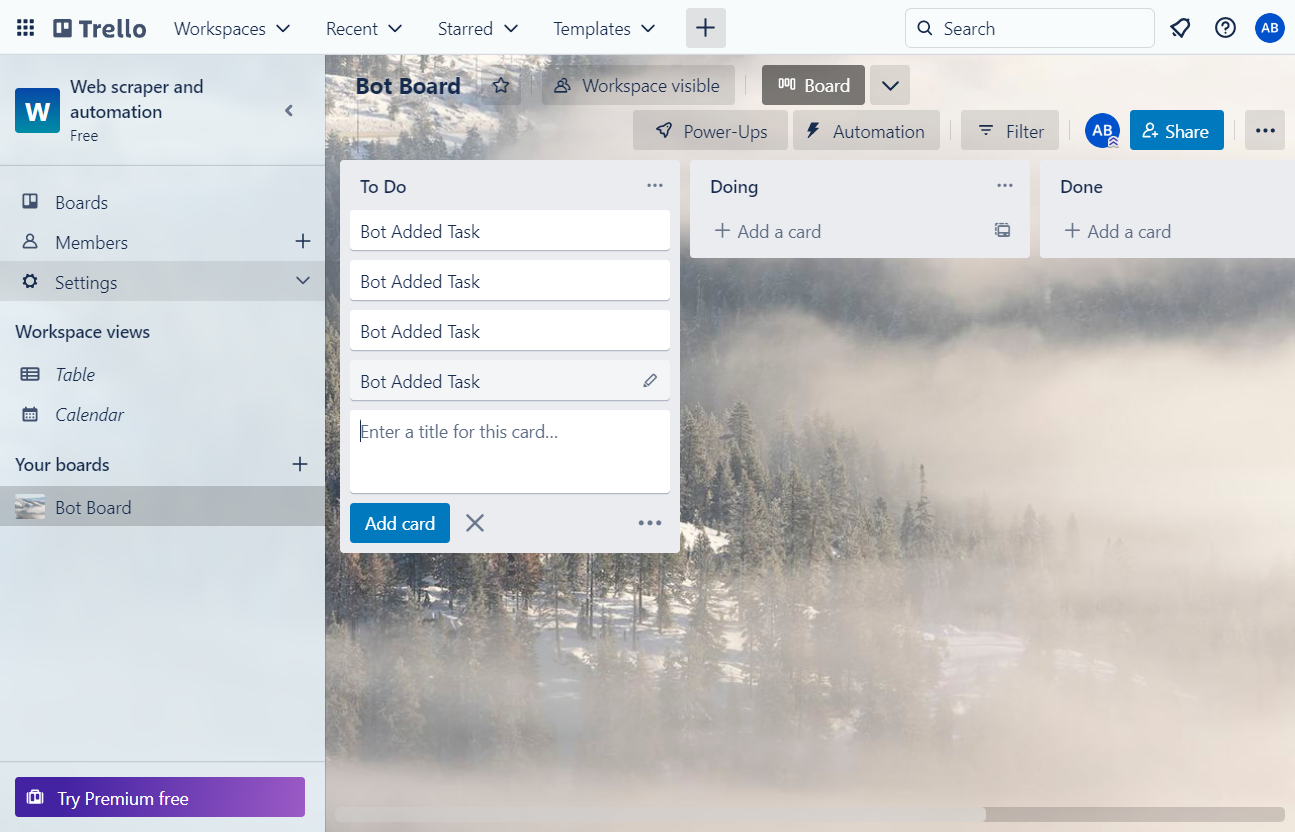 Trello
Workspaces
Recent
Starred
Templates
Search
AB
W
Web scraper and
automation
Free
Boards
Members
Settings
Workspace views
Table
Calendar
Your boards
Bot Board
Try Premium free
Bot Board
Workspace visible
Board
Power-Ups
Automation
Filter
AB
Share
To Do
Bot Added Task
Bot Added Task
Bot Added Task
Bot Added Task
Enter a title for this card...
Add card
Doing
Add a card
Done
Add a card